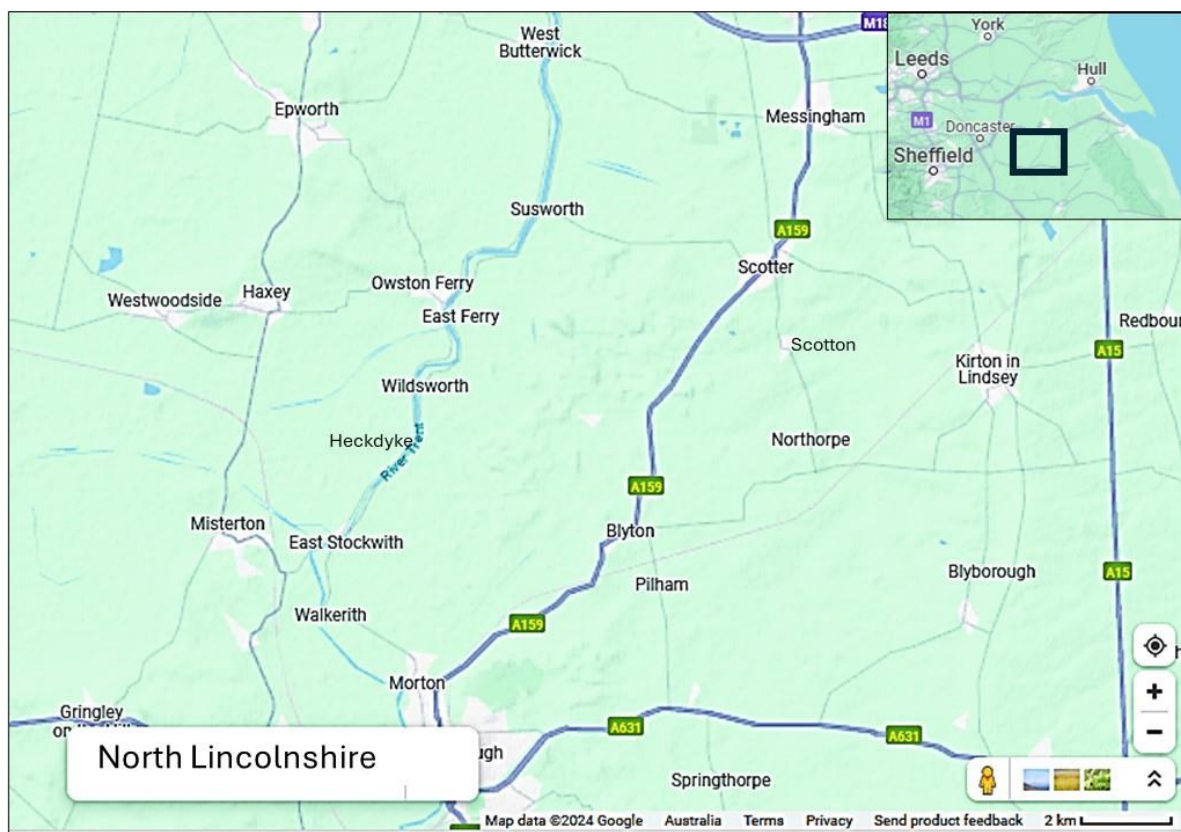 West
Butterwick
M18
York
Leeds
Hull
M1
Doncaster
Sheffield
Epworth
Messingham
Susworth
A159
Scotter
Owston Ferry
Westwoodside
Haxey
East Ferry
Redbou
Scotton
A15
Kirton in
Lindsey
Wildsworth
Heckdyke
River Trent
Northorpe
A159
Misterton
Blyton
East Stockwith
Pilham
Blyborough
A15
Walkerith
A159
Morton
Gringley
A631
A631
North Lincolnshire
ugh
Springthorpe
Map data ©2024 Google Australia Terms Privacy Send product feedback 2 km